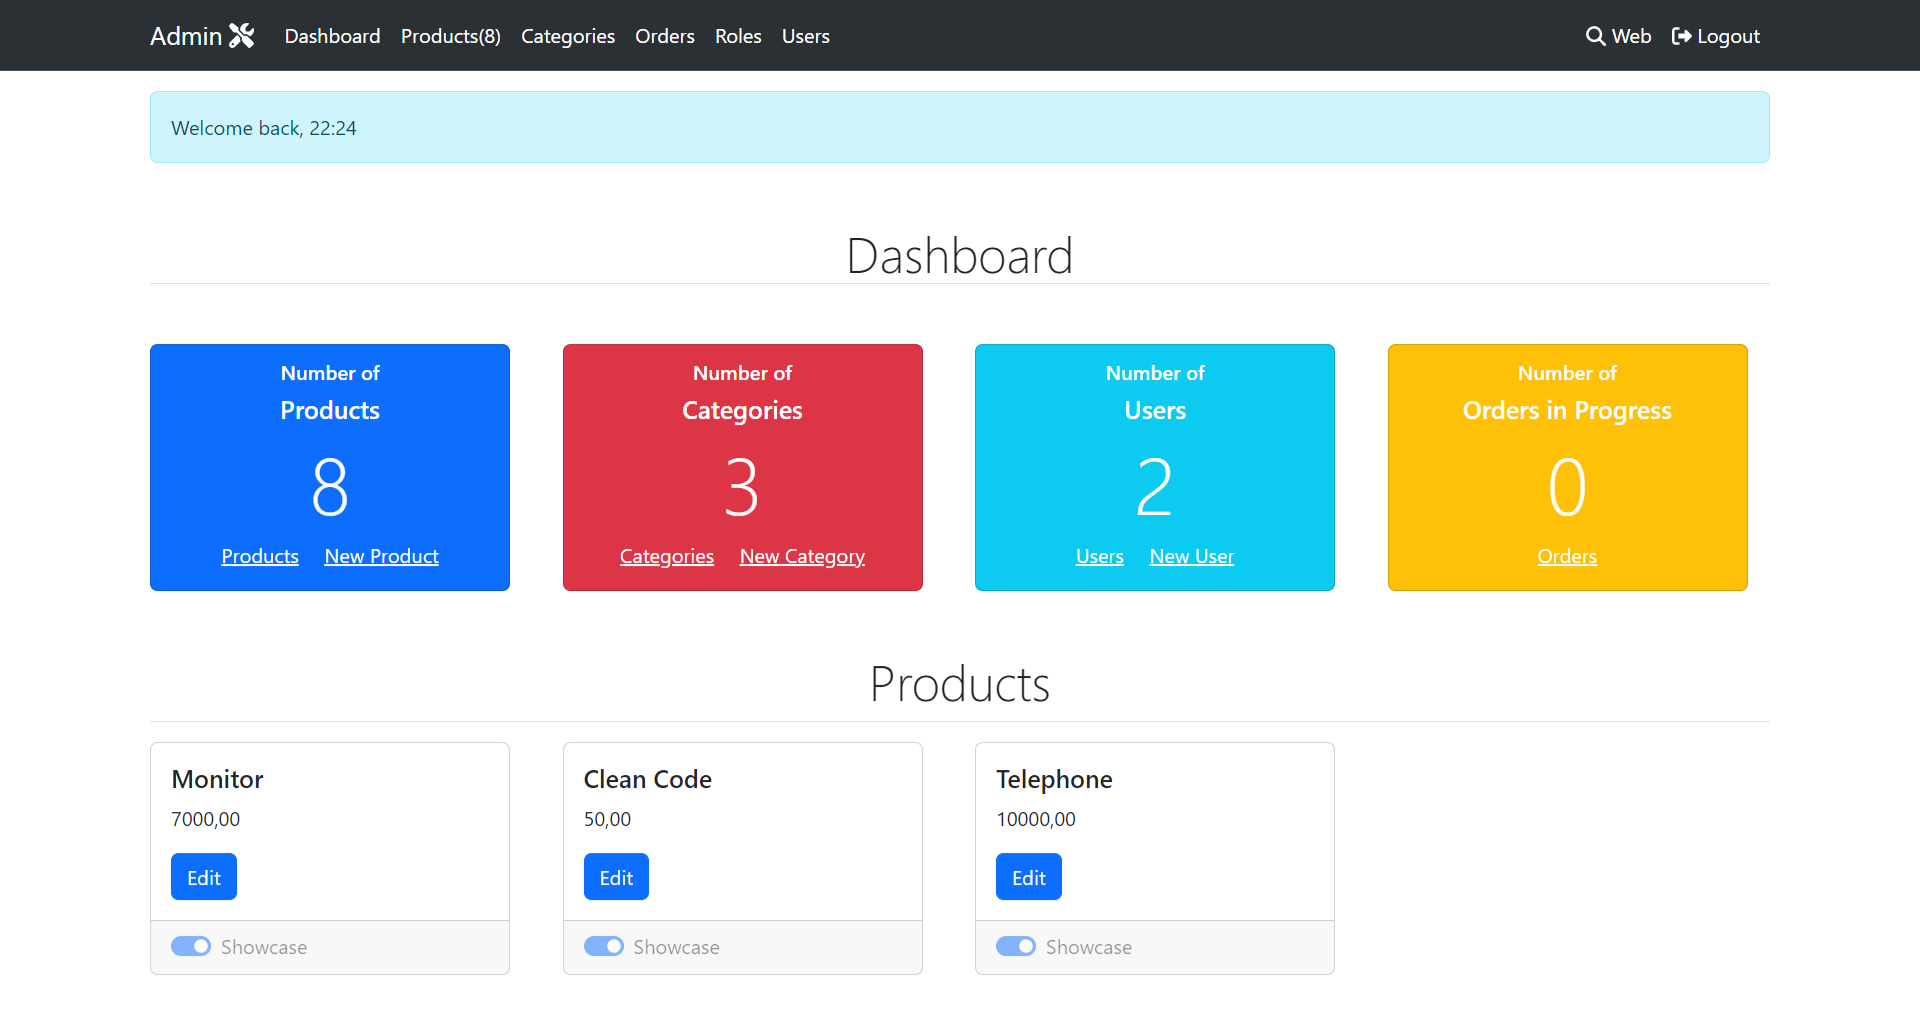 Admin Dashboard Products(8) Categories Orders Roles Users Web Logout
Welcome back, 22:24
Dashboard
Number of
Products
8
Products New Product
Number of
Categories
3
Categories New Category
Number of
Users
2
Users New User
Number of
Orders in Progress
0
Orders
Products
Monitor
7000,00
Edit
Showcase
Clean Code
50,00
Edit
Showcase
Telephone
10000,00
Edit
Showcase